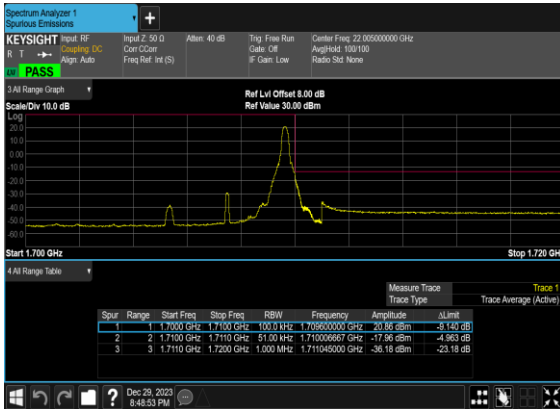 Spectrum Analyzer 1
Spurious Emissions
+
KEYSIGHT
R T
LXI PASS
Input: RF
Coupling: DC
Align: Auto
Input Z: 50 Ω
Corr CCorr
Freq Ref: Int (S)
Atten: 40 dB
Trig: Free Run
Gate: Off
IF Gain: Low
Center Freq: 22.005000000 GHz
Avg|Hold: 100/100
Radio Std: None
3 All Range Graph
Scale/Div 10.0 dB
Ref Lvl Offset 8.00 dB
Ref Value 30.00 dBm
Log
20.0
10.0
0.00
-10.0
-20.0
-30.0
-40.0
-50.0
-60.0
Start 1.700 GHz
Stop 1.720 GH
4 All Range Table
Measure Trace Trace 1
Trace Type Trace Average (Active)
Spur Range Start Freq Stop Freq RBW Frequency Amplitude ΔLimit
1 1 1.7000 GHz 1.7100 GHz 100.0 kHz 1.709600000 GHz 20.86 dBm -9.140 dB
2 2 1.7100 GHz 1.7110 GHz 51.00 kHz 1.710006667 GHz -17.96 dBm -4.963 dB
3 3 1.7110 GHz 1.7200 GHz 1.000 MHz 1.711045000 GHz -36.18 dBm -23.18 dB
?
Dec 29, 2023
8:48:53 PM